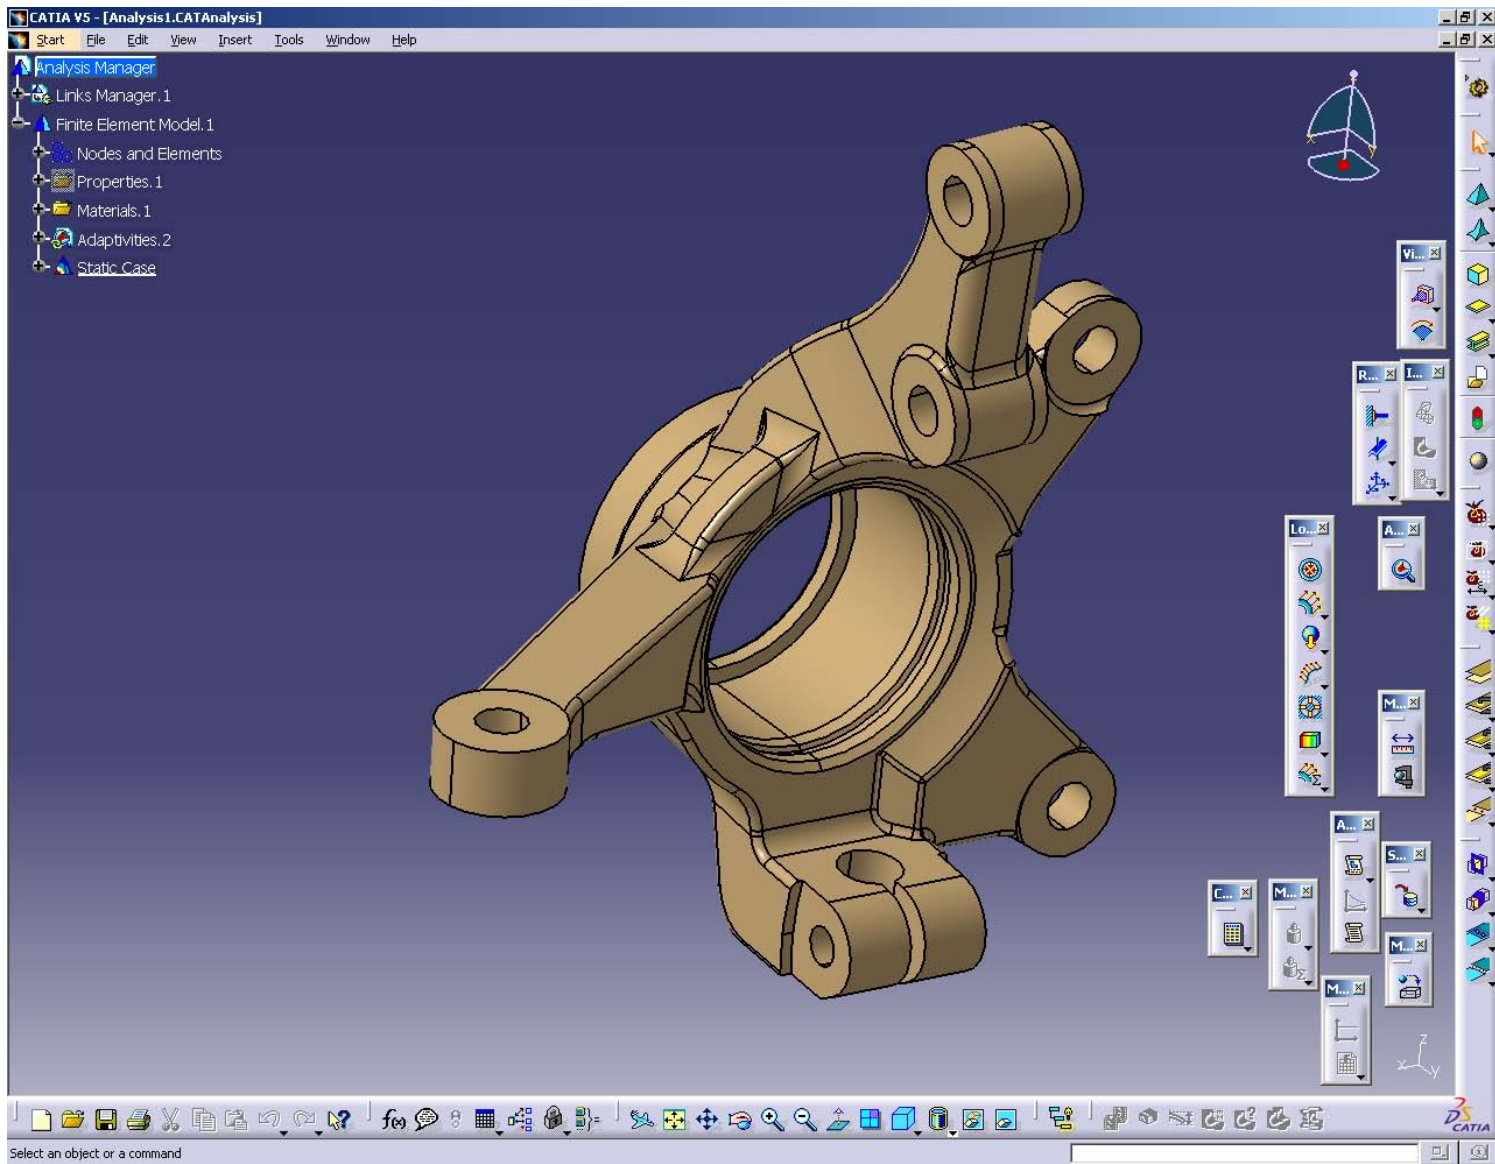 CATIA V5 - [Analysis1.CATAnalysis]
Start File Edit View Insert Tools Window Help
Analysis Manager
Links Manager.1
Finite Element Model.1
Nodes and Elements
Properties.1
Materials.1
Adaptivities.2
Static Case
x y
Vi...
R... I...
Lo... A...
M...
A...
S...
C... M...
M...
M...
z
x y
f(x)
CATIA
Select an object or a command